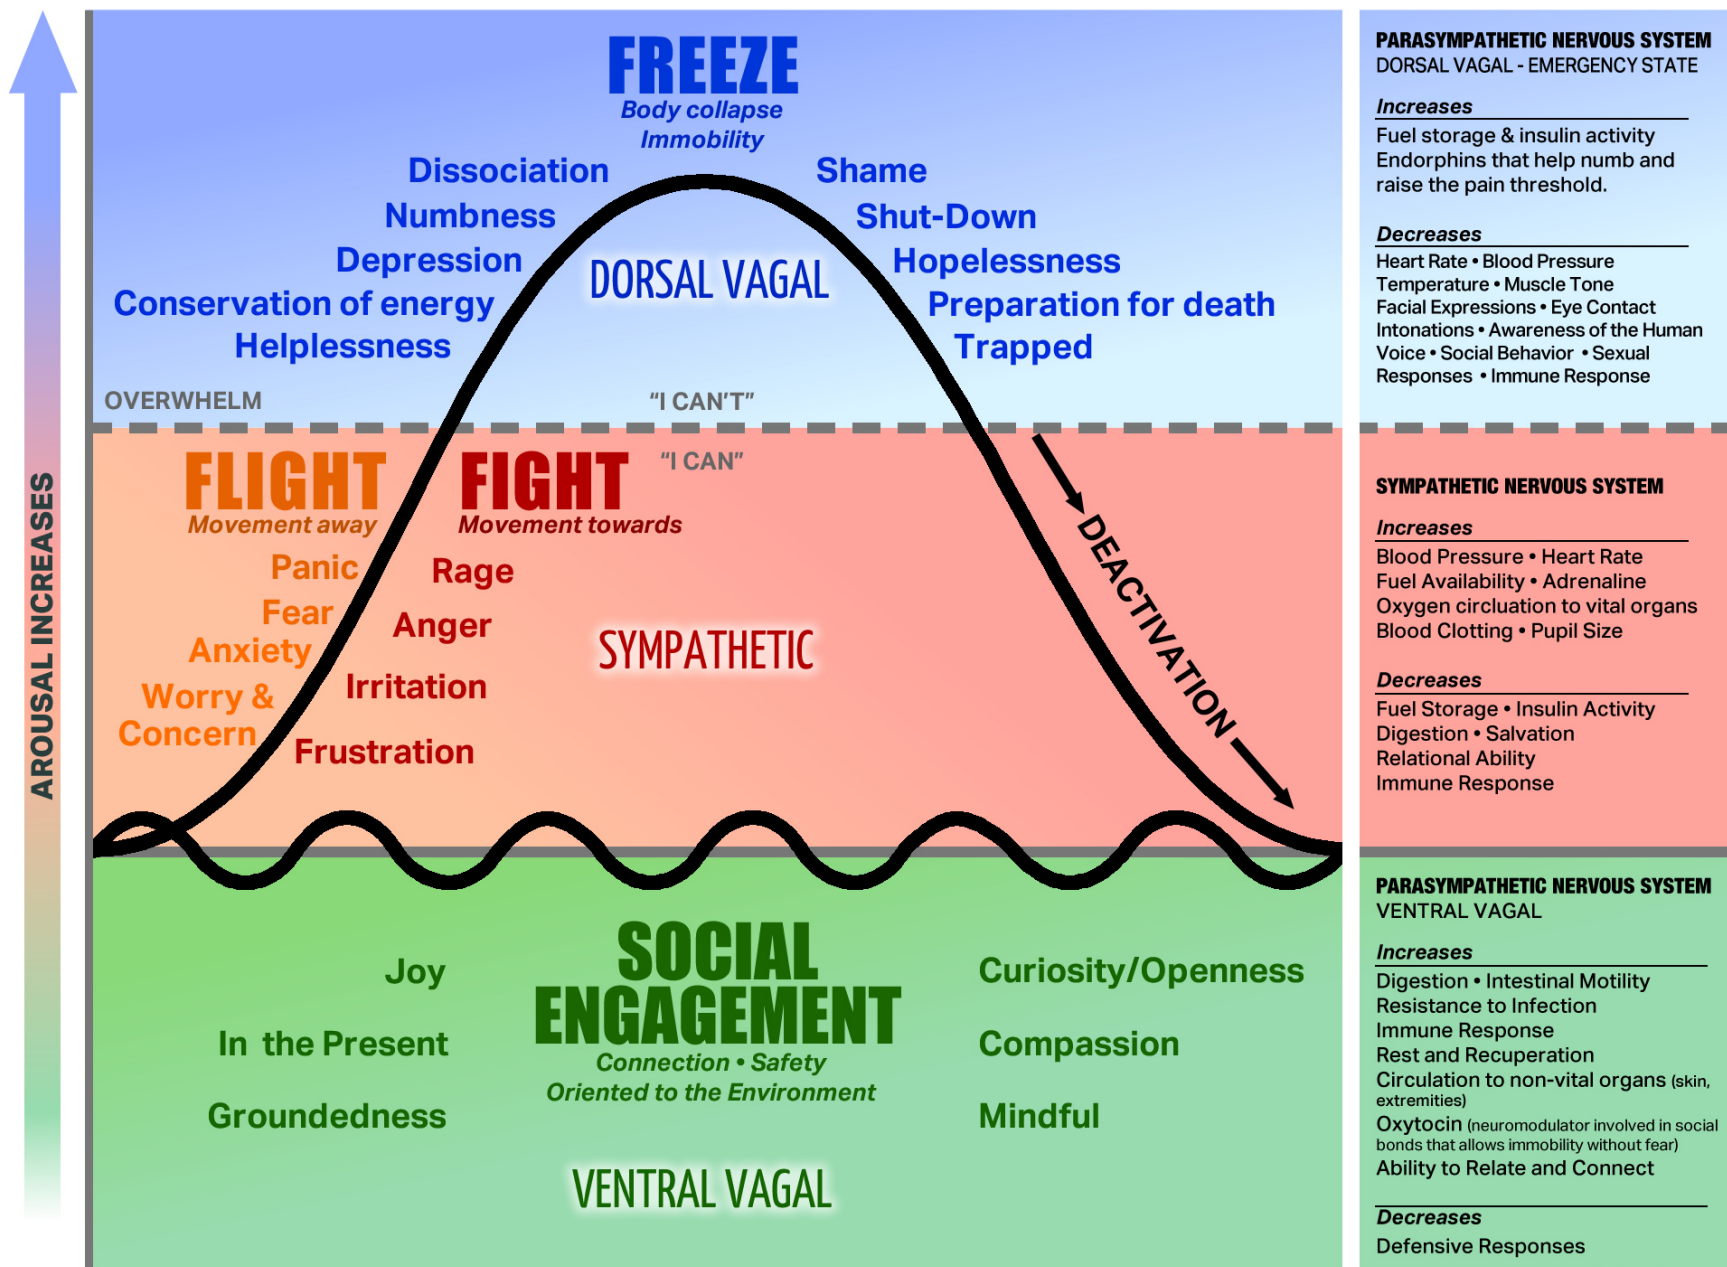 AROUSAL INCREASES
FREEZE
Body collapse
Immobility
Dissociation
Numbness
Depression
Conservation of energy
Helplessness
Shame
Shut-Down
Hopelessness
Preparation for death
Trapped
DORSAL VAGAL
OVERWHELM
“I CAN’T”
“I CAN”
FLIGHT
Movement away
Panic
Fear
Anxiety
Worry &
Concern
FIGHT
Movement towards
Rage
Anger
Irritation
Frustration
SYMPATHETIC
DEACTIVATION
SOCIAL
ENGAGEMENT
Connection • Safety
Oriented to the Environment
Joy
In the Present
Groundedness
Curiosity/Openness
Compassion
Mindful
VENTRAL VAGAL
PARASYMPATHETIC NERVOUS SYSTEM
DORSAL VAGAL - EMERGENCY STATE
Increases
Fuel storage & insulin activity
Endorphins that help numb and
raise the pain threshold.
Decreases
Heart Rate • Blood Pressure
Temperature • Muscle Tone
Facial Expressions • Eye Contact
Intonations • Awareness of the Human
Voice • Social Behavior • Sexual
Responses • Immune Response
SYMPATHETIC NERVOUS SYSTEM
Increases
Blood Pressure • Heart Rate
Fuel Availability • Adrenaline
Oxygen circluation to vital organs
Blood Clotting • Pupil Size
Decreases
Fuel Storage • Insulin Activity
Digestion • Salvation
Relational Ability
Immune Response
PARASYMPATHETIC NERVOUS SYSTEM
VENTRAL VAGAL
Increases
Digestion • Intestinal Motility
Resistance to Infection
Immune Response
Rest and Recuperation
Circulation to non-vital organs (skin,
extremities)
Oxytocin (neuromodulator involved in social
bonds that allows immobility without fear)
Ability to Relate and Connect
Decreases
Defensive Responses